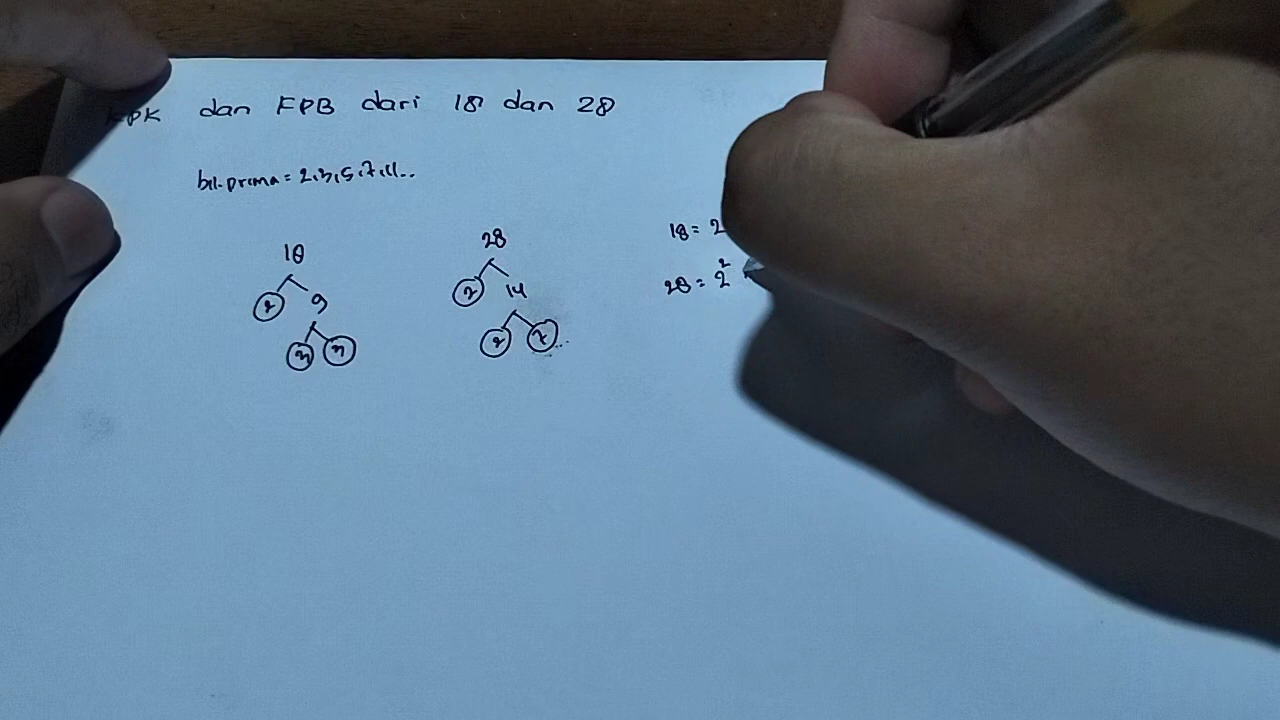 KPK dan FPB dari 18 dan 28
bil.prima = 2,3,5,7,11..
18
28
2
9
2
14
3
3
2
18 = 2
28 = 2²